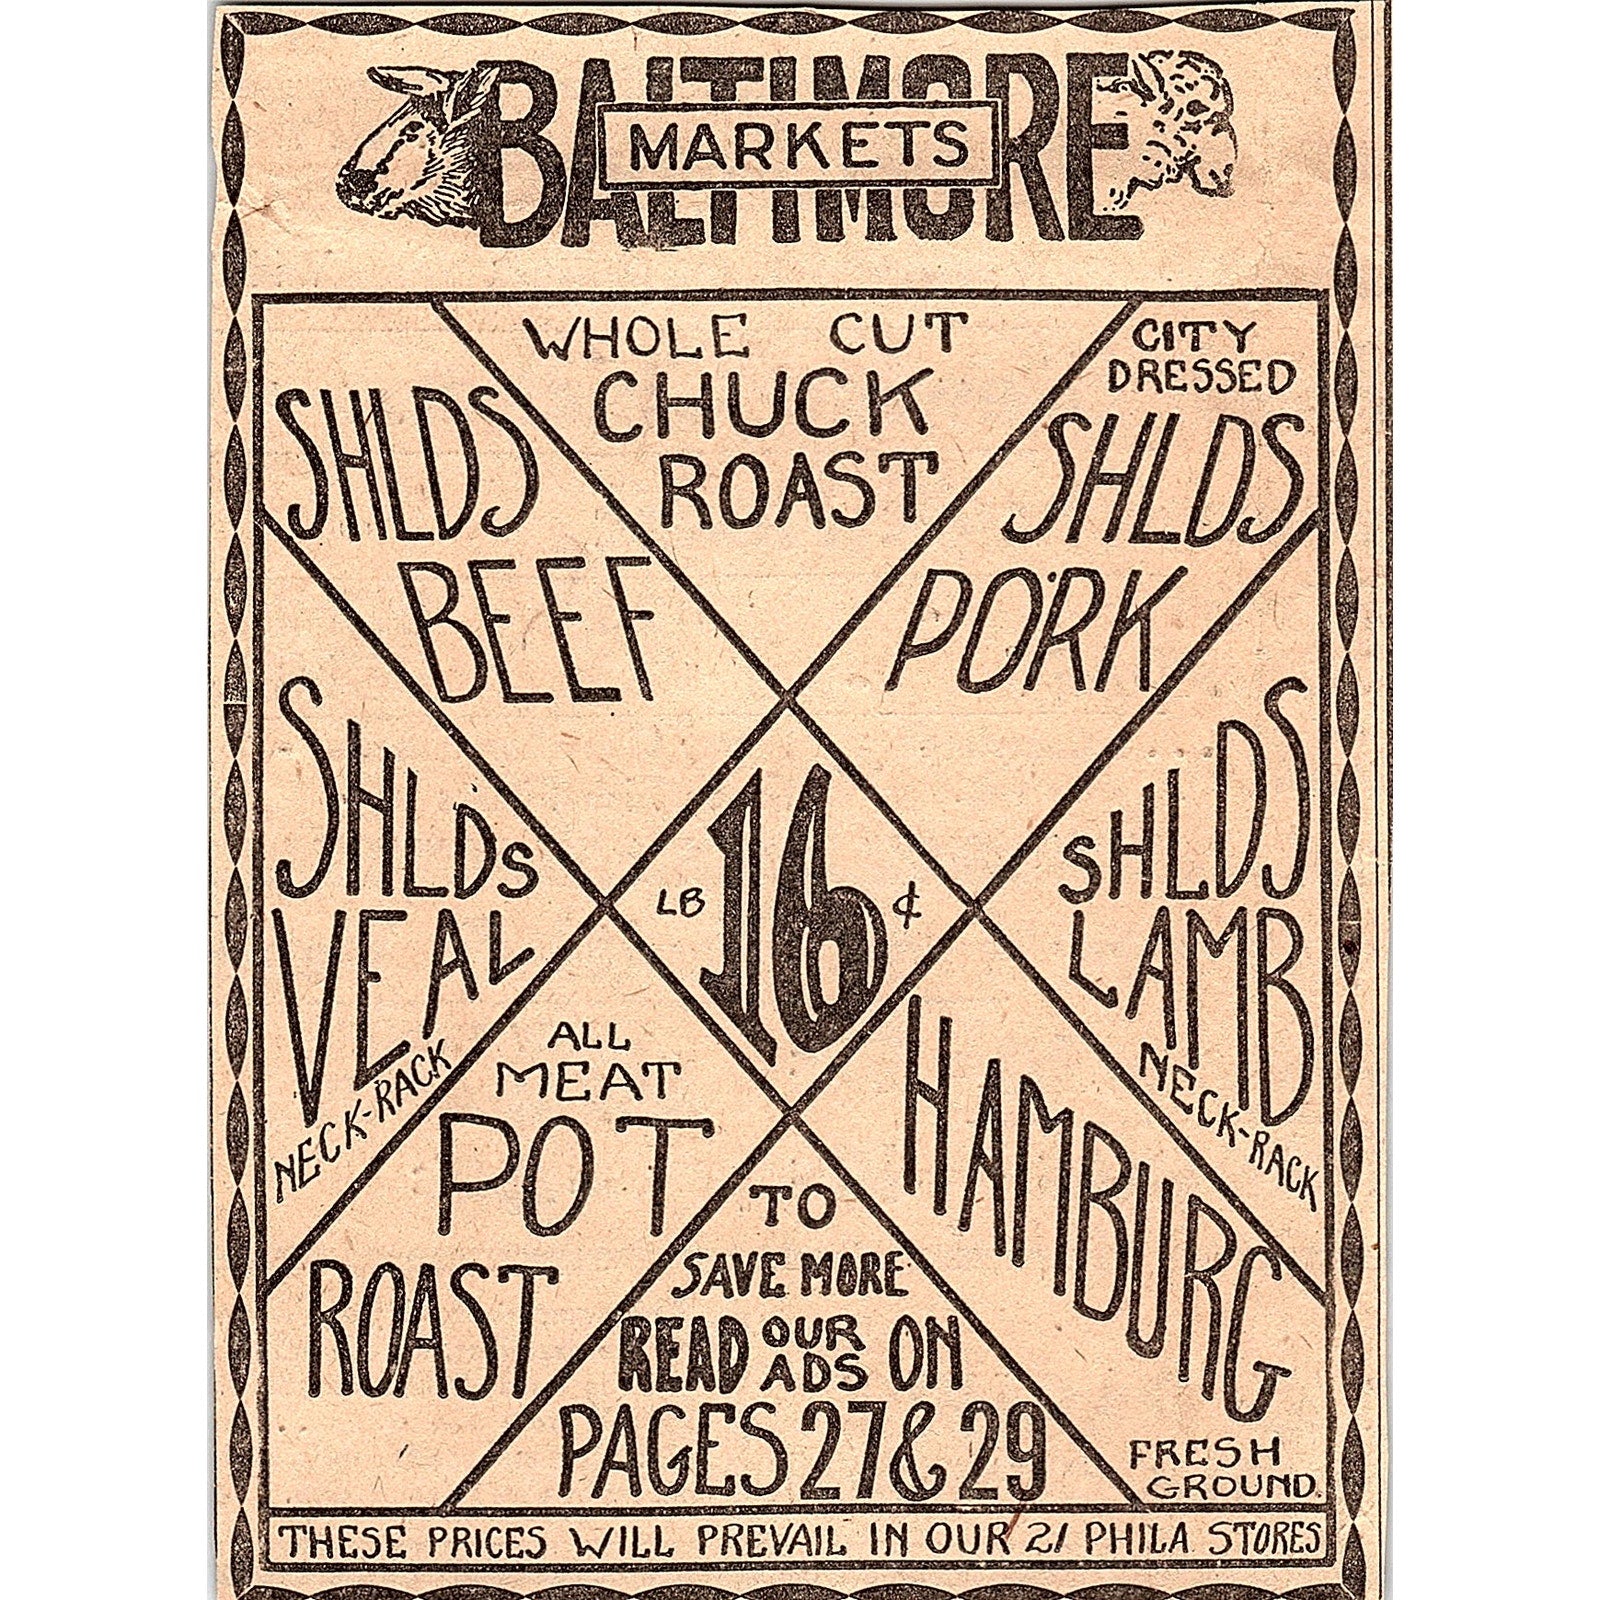 BALTIMORE
MARKETS
WHOLE CUT
CHUCK
ROAST
CITY
DRESSED
SHLDS
PORK
SHLDS
BEEF
SHLDS
VEAL
NECK-RACK
LB 16 ¢
SHLDS
LAMB
NECK-RACK
ALL
MEAT
POT
ROAST
HAMBURG
FRESH
GROUND.
TO
SAVE MORE
READ OUR ADS ON
PAGES 27 & 29
THESE PRICES WILL PREVAIL IN OUR 21 PHILA. STORES